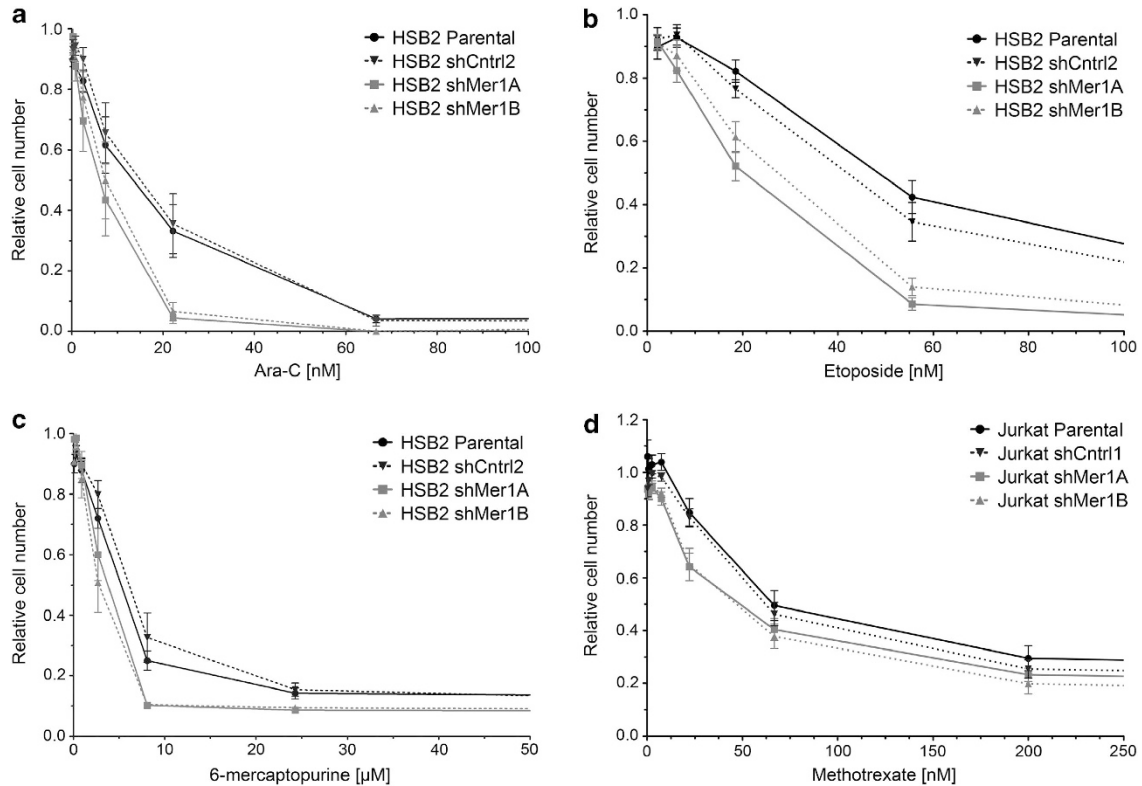 a
1.0
0.8
0.6
0.4
0.2
0.0
Relative cell number
HSB2 Parental
HSB2 shCntrl2
HSB2 shMer1A
HSB2 shMer1B
0 20 40 60 80 100
Ara-C [nM]
b
1.0
0.8
0.6
0.4
0.2
0.0
Relative cell number
HSB2 Parental
HSB2 shCntrl2
HSB2 shMer1A
HSB2 shMer1B
0 20 40 60 80 100
Etoposide [nM]
c
1.0
0.8
0.6
0.4
0.2
0.0
Relative cell number
HSB2 Parental
HSB2 shCntrl2
HSB2 shMer1A
HSB2 shMer1B
0 10 20 30 40 50
6-mercaptopurine [µM]
d
1.2
1.0
0.8
0.6
0.4
0.2
0.0
Relative cell number
Jurkat Parental
Jurkat shCntrl1
Jurkat shMer1A
Jurkat shMer1B
0 50 100 150 200 250
Methotrexate [nM]